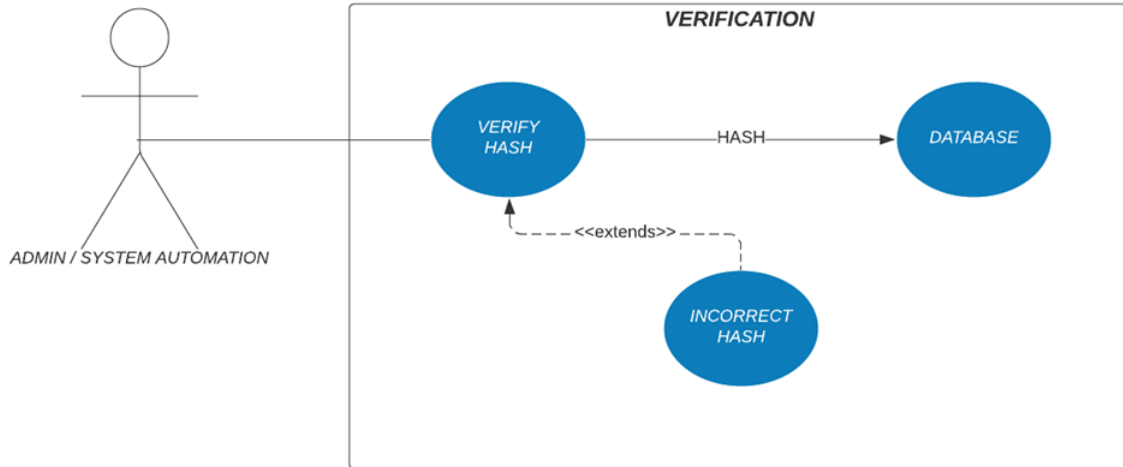 VERIFICATION
VERIFY
HASH
HASH
DATABASE
<<extends>>
ADMIN / SYSTEM AUTOMATION
INCORRECT
HASH